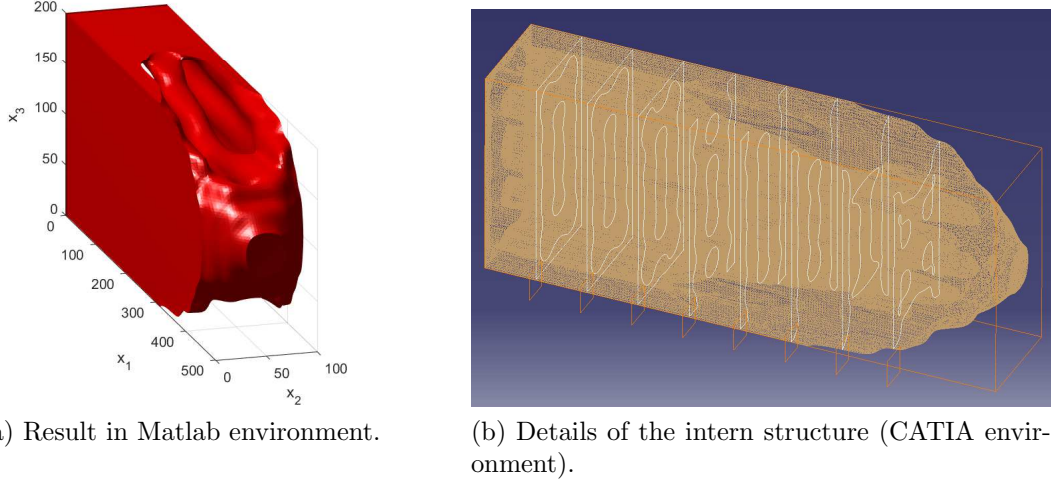 200
150
100
50
0
x3
0
100
200
300
400
500
x1
0
50
100
x2
) Result in Matlab environment.
(b) Details of the intern structure (CATIA envir-
onment).